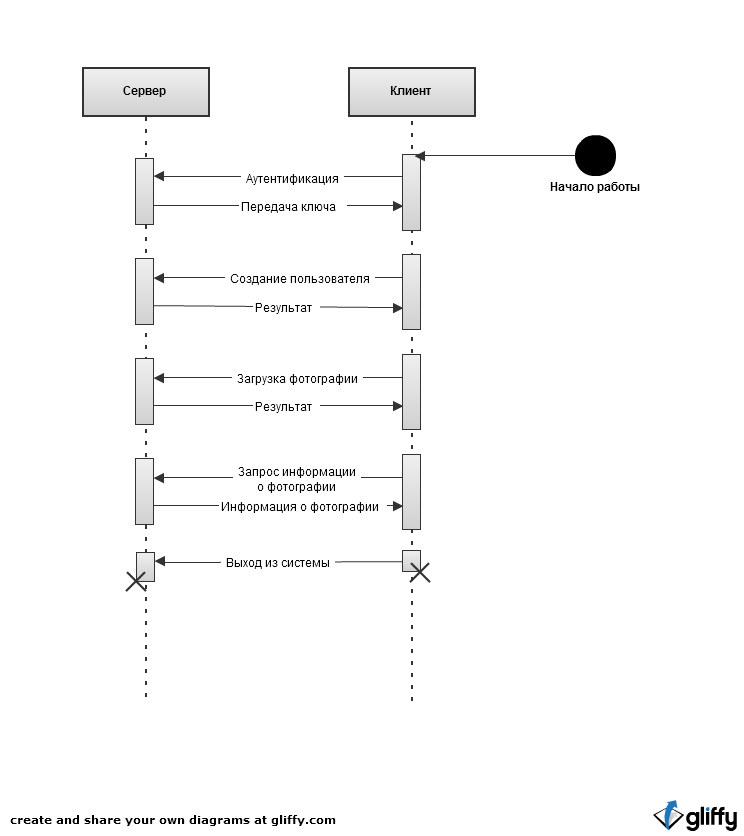 Сервер
Клиент
Начало работы
Аутентификация
Передача ключа
Создание пользователя
Результат
Загрузка фотографии
Результат
Запрос информации
о фотографии
Информация о фотографии
Выход из системы
create and share your own diagrams at gliffy.com
gliffy